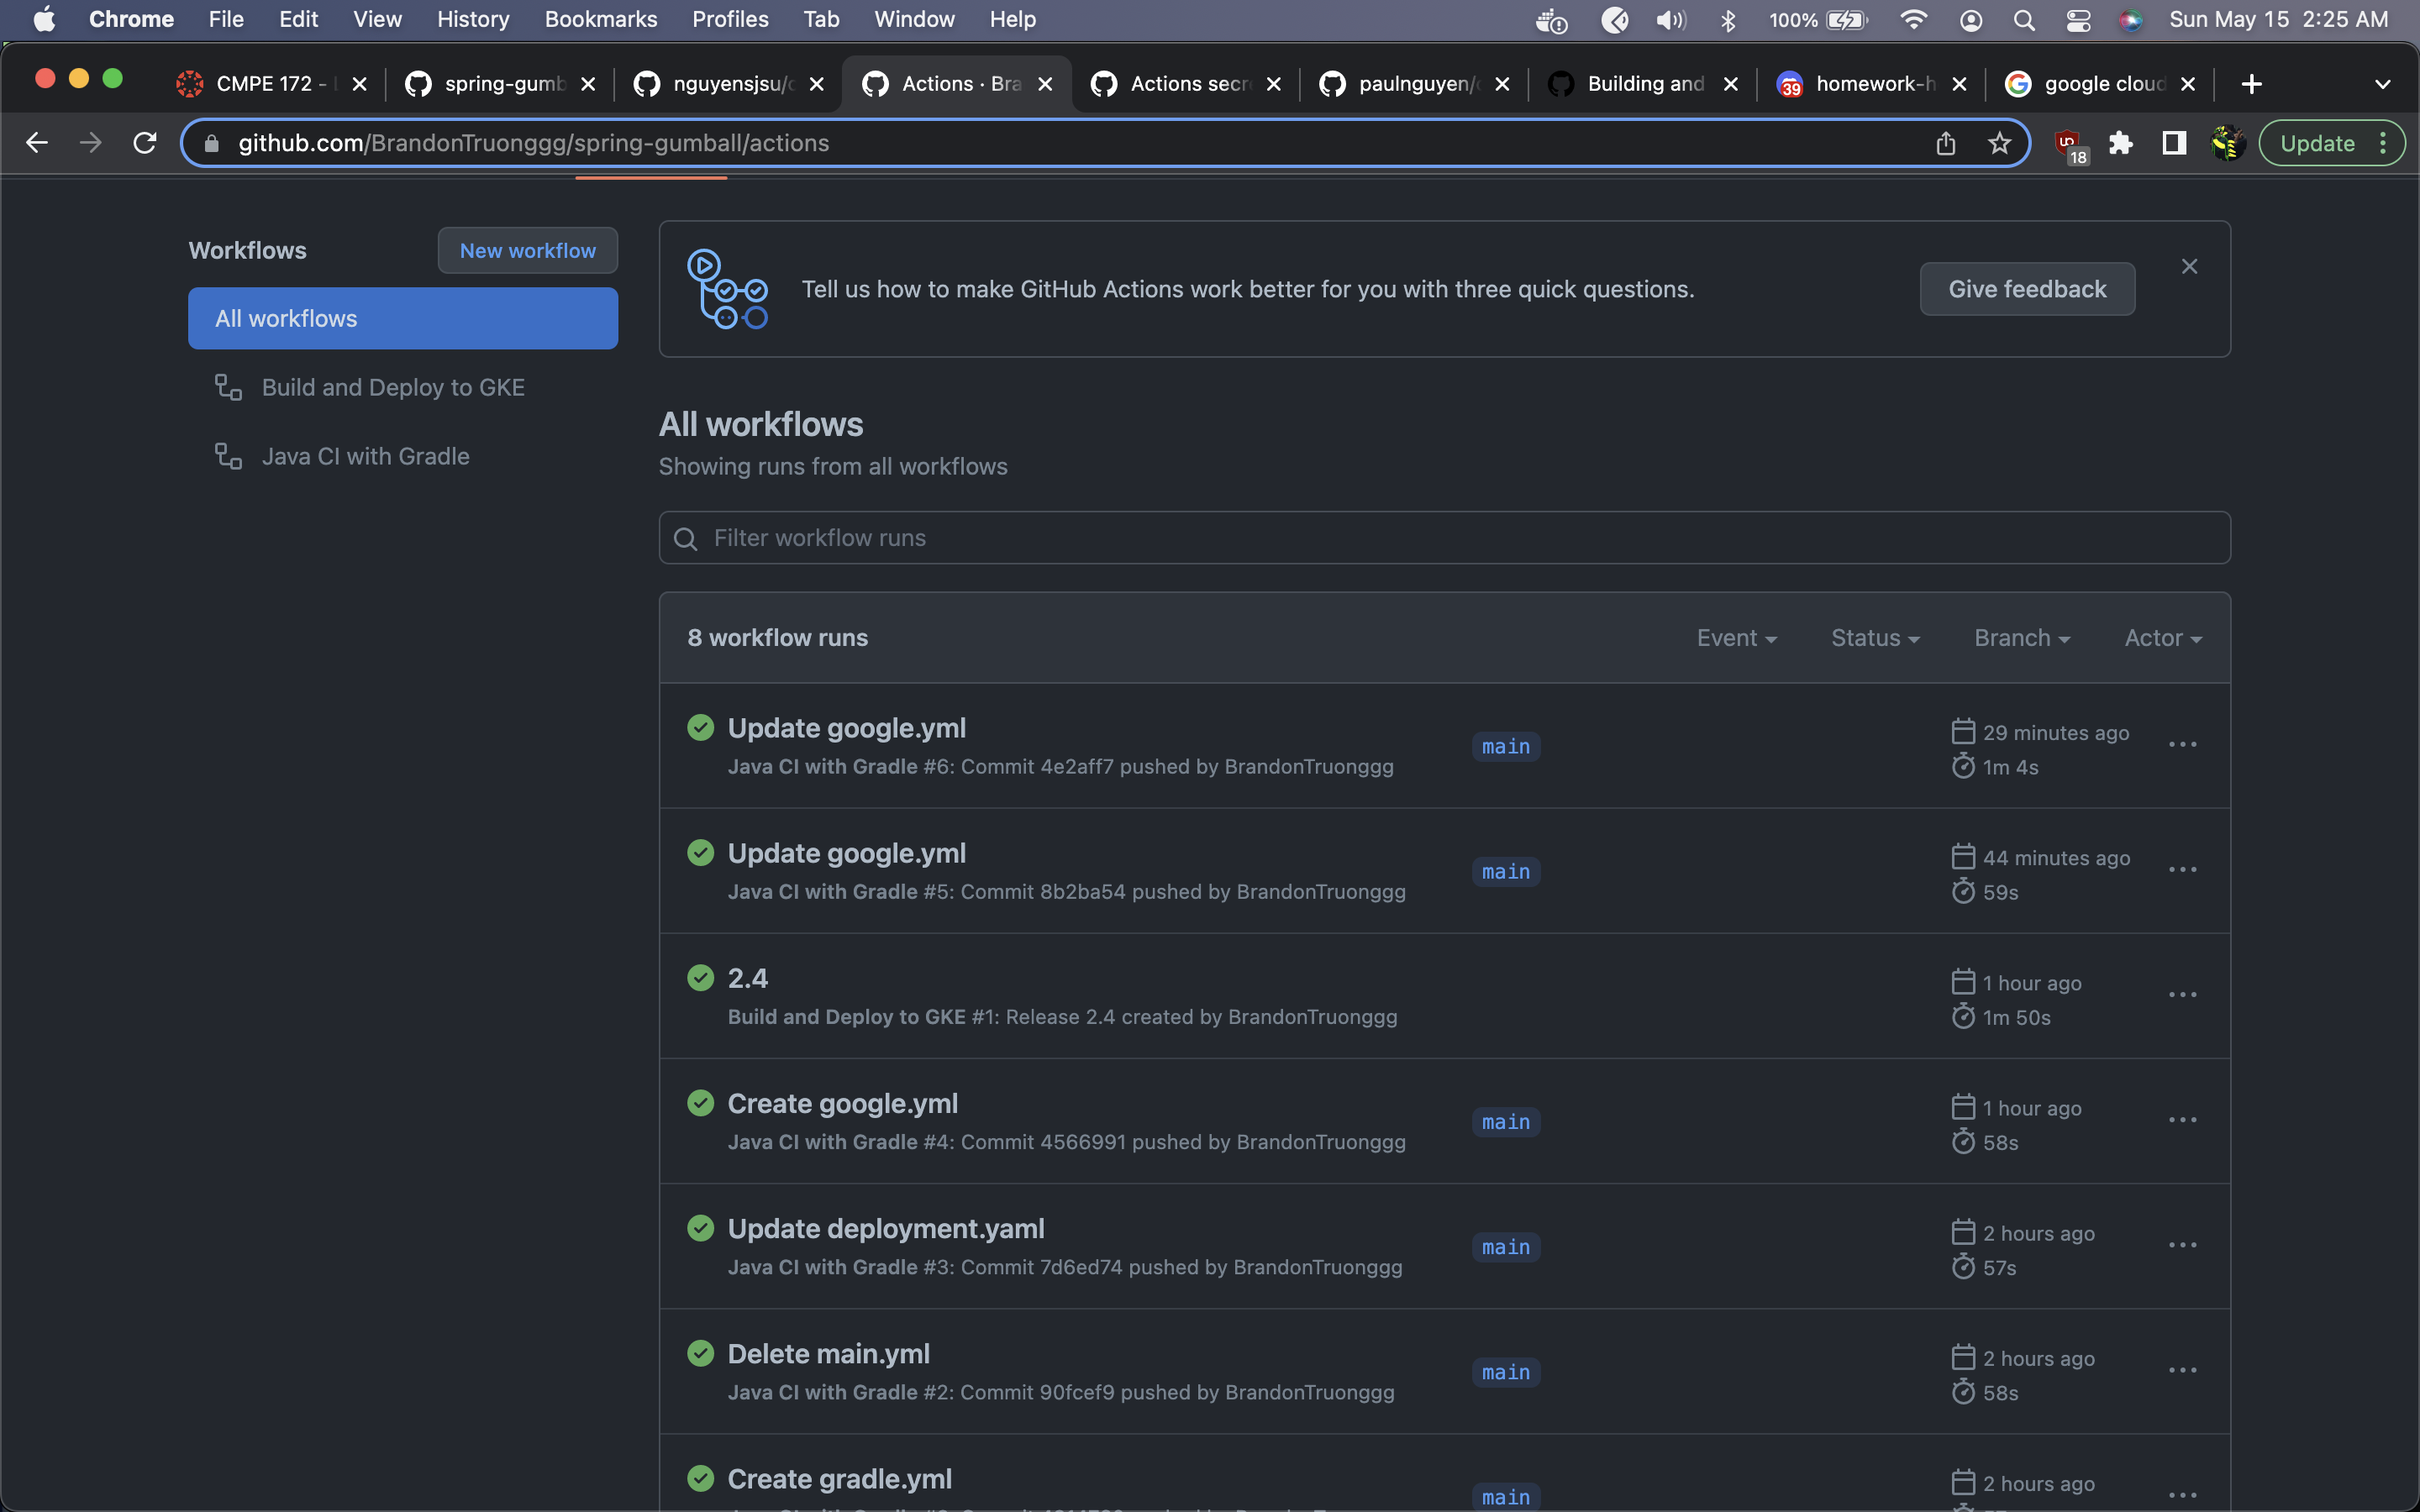 Chrome File Edit View History Bookmarks Profiles Tab Window Help 100% Sun May 15 2:25 AM
CMPE 172 - spring-gumb nguyensjsu/ Actions · Bra Actions secr paulnguyen/ Building and 39 homework-h google cloud
github.com/BrandonTruonggg/spring-gumball/actions 18 Update
Workflows New workflow
Tell us how to make GitHub Actions work better for you with three quick questions. Give feedback
All workflows
Build and Deploy to GKE
Java CI with Gradle
All workflows
Showing runs from all workflows
Filter workflow runs
8 workflow runs Event Status Branch Actor
Update google.yml main 29 minutes ago
Java CI with Gradle #6: Commit 4e2aff7 pushed by BrandonTruonggg 1m 4s
Update google.yml main 44 minutes ago
Java CI with Gradle #5: Commit 8b2ba54 pushed by BrandonTruonggg 59s
2.4 1 hour ago
Build and Deploy to GKE #1: Release 2.4 created by BrandonTruonggg 1m 50s
Create google.yml main 1 hour ago
Java CI with Gradle #4: Commit 4566991 pushed by BrandonTruonggg 58s
Update deployment.yaml main 2 hours ago
Java CI with Gradle #3: Commit 7d6ed74 pushed by BrandonTruonggg 57s
Delete main.yml main 2 hours ago
Java CI with Gradle #2: Commit 90fcef9 pushed by BrandonTruonggg 58s
Create gradle.yml main 2 hours ago